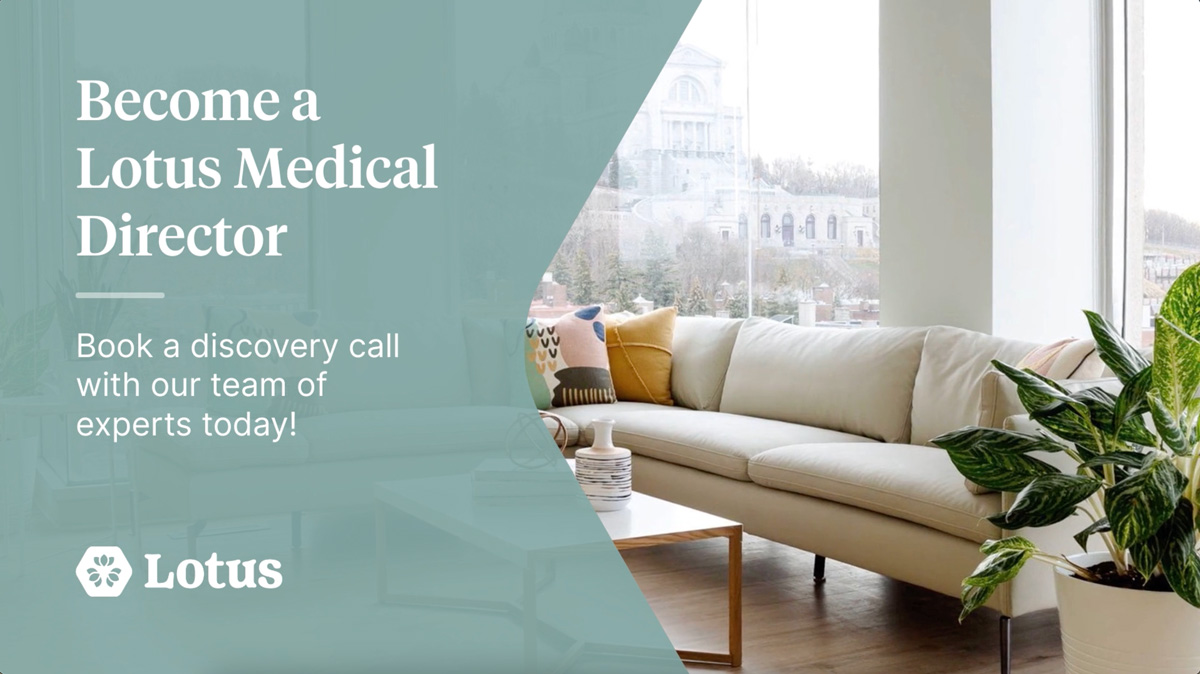 Become a
Lotus Medical
Director
Book a discovery call
with our team of
experts today!
Lotus